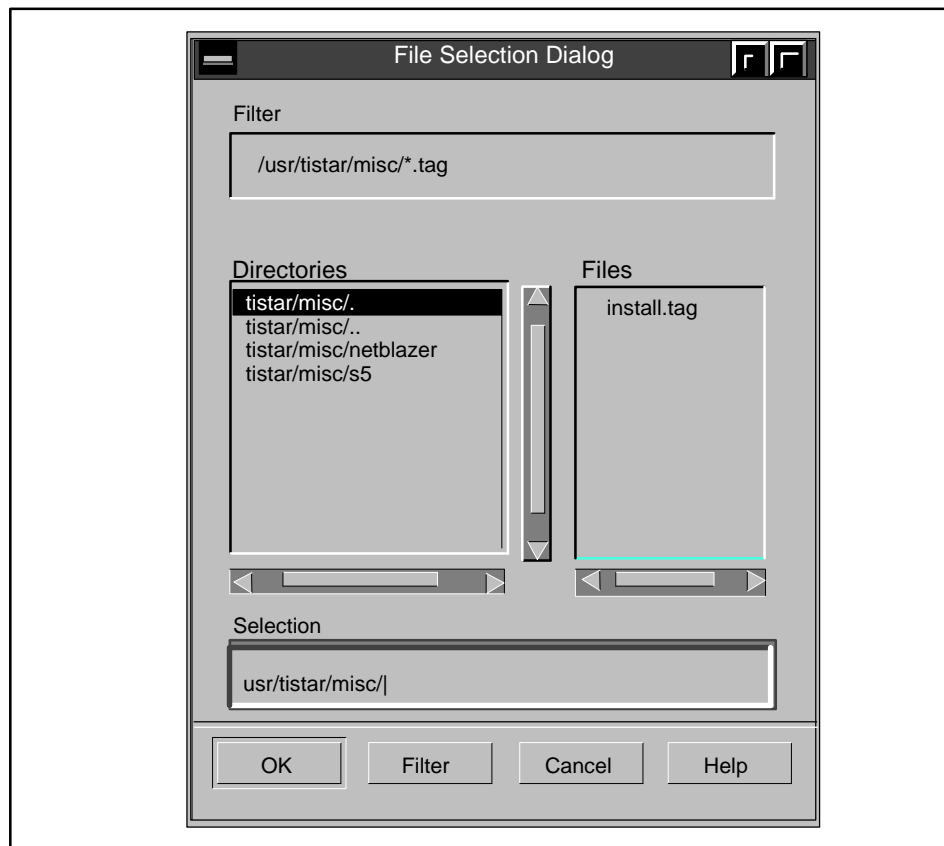 File Selection Dialog
Filter
/usr/tistar/misc/*.tag
Directories
tistar/misc/.
tistar/misc/..
tistar/misc/netblazer
tistar/misc/s5
Files
install.tag
Selection
usr/tistar/misc/|
OK
Filter
Cancel
Help